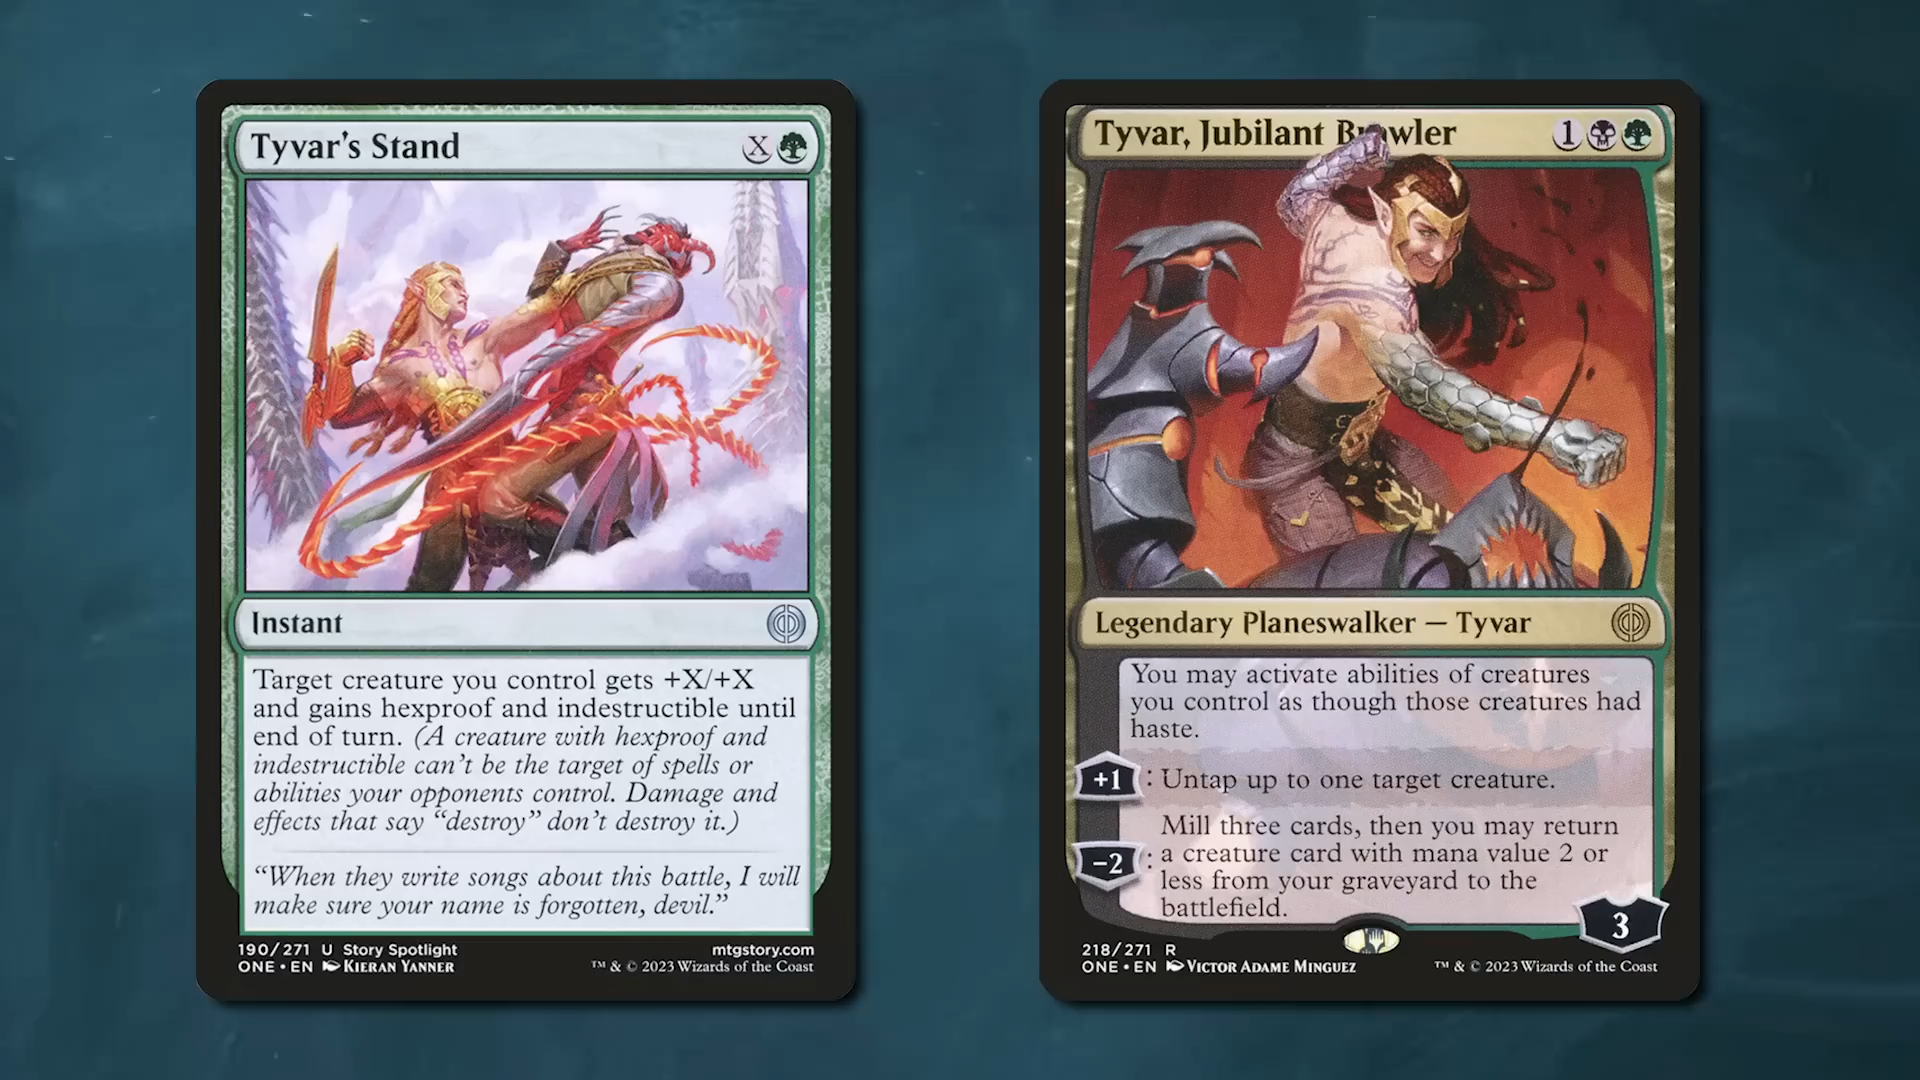 Tyvar's Stand
X
Instant
Target creature you control gets +X/+X
and gains hexproof and indestructible until
end of turn. (A creature with hexproof and
indestructible can't be the target of spells or
abilities your opponents control. Damage and
effects that say "destroy" don't destroy it.)
"When they write songs about this battle, I will
make sure your name is forgotten, devil."
190/271 U Story Spotlight
mtgstory.com
ONE • EN KIERAN YANNER
™ & © 2023 Wizards of the Coast
Tyvar, Jubilant
1
Legendary Planeswalker — Tyvar
You may activate abilities of creatures
you control as though those creatures had
haste.
+1 : Untap up to one target creature.
Mill three cards, then you may return
−2 : a creature card with mana value 2 or
less from your graveyard to the
battlefield.
3
218/271 R
ONE • EN VICTOR ADAME MINGUEZ
™ & © 2023 Wizards of the Coast